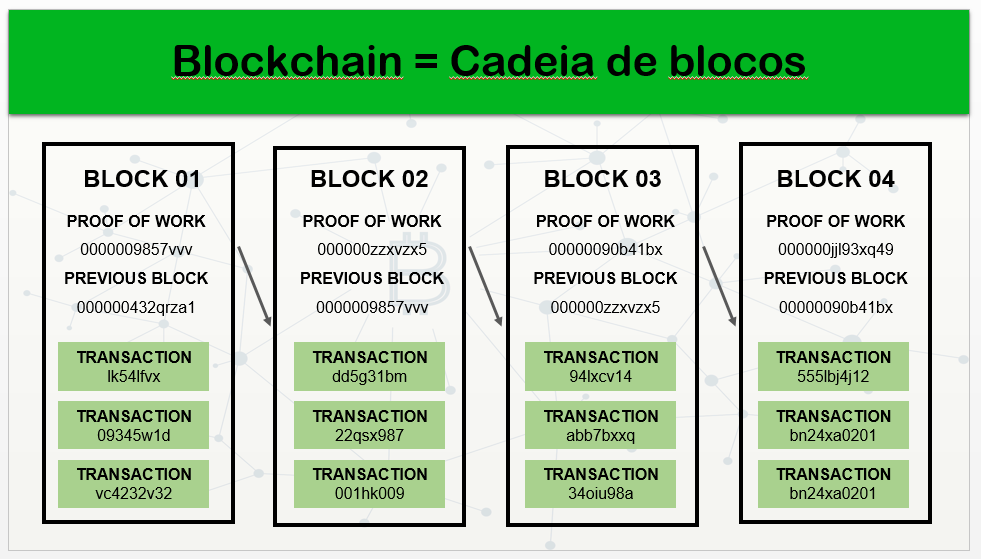 Blockchain = Cadeia de blocos
BLOCK 01
PROOF OF WORK
0000009857vvv
PREVIOUS BLOCK
000000432qrza1
TRANSACTION
lk54lfvx
TRANSACTION
09345w1d
TRANSACTION
vc4232v32
BLOCK 02
PROOF OF WORK
000000zzxvzx5
PREVIOUS BLOCK
0000009857vvv
TRANSACTION
dd5g31bm
TRANSACTION
22qsx987
TRANSACTION
001hk009
BLOCK 03
PROOF OF WORK
00000090b41bx
PREVIOUS BLOCK
000000zzxvzx5
TRANSACTION
94lxcv14
TRANSACTION
abb7bxxq
TRANSACTION
34oiu98a
BLOCK 04
PROOF OF WORK
000000jjl93xq49
PREVIOUS BLOCK
00000090b41bx
TRANSACTION
555lbj4j12
TRANSACTION
bn24xa0201
TRANSACTION
bn24xa0201